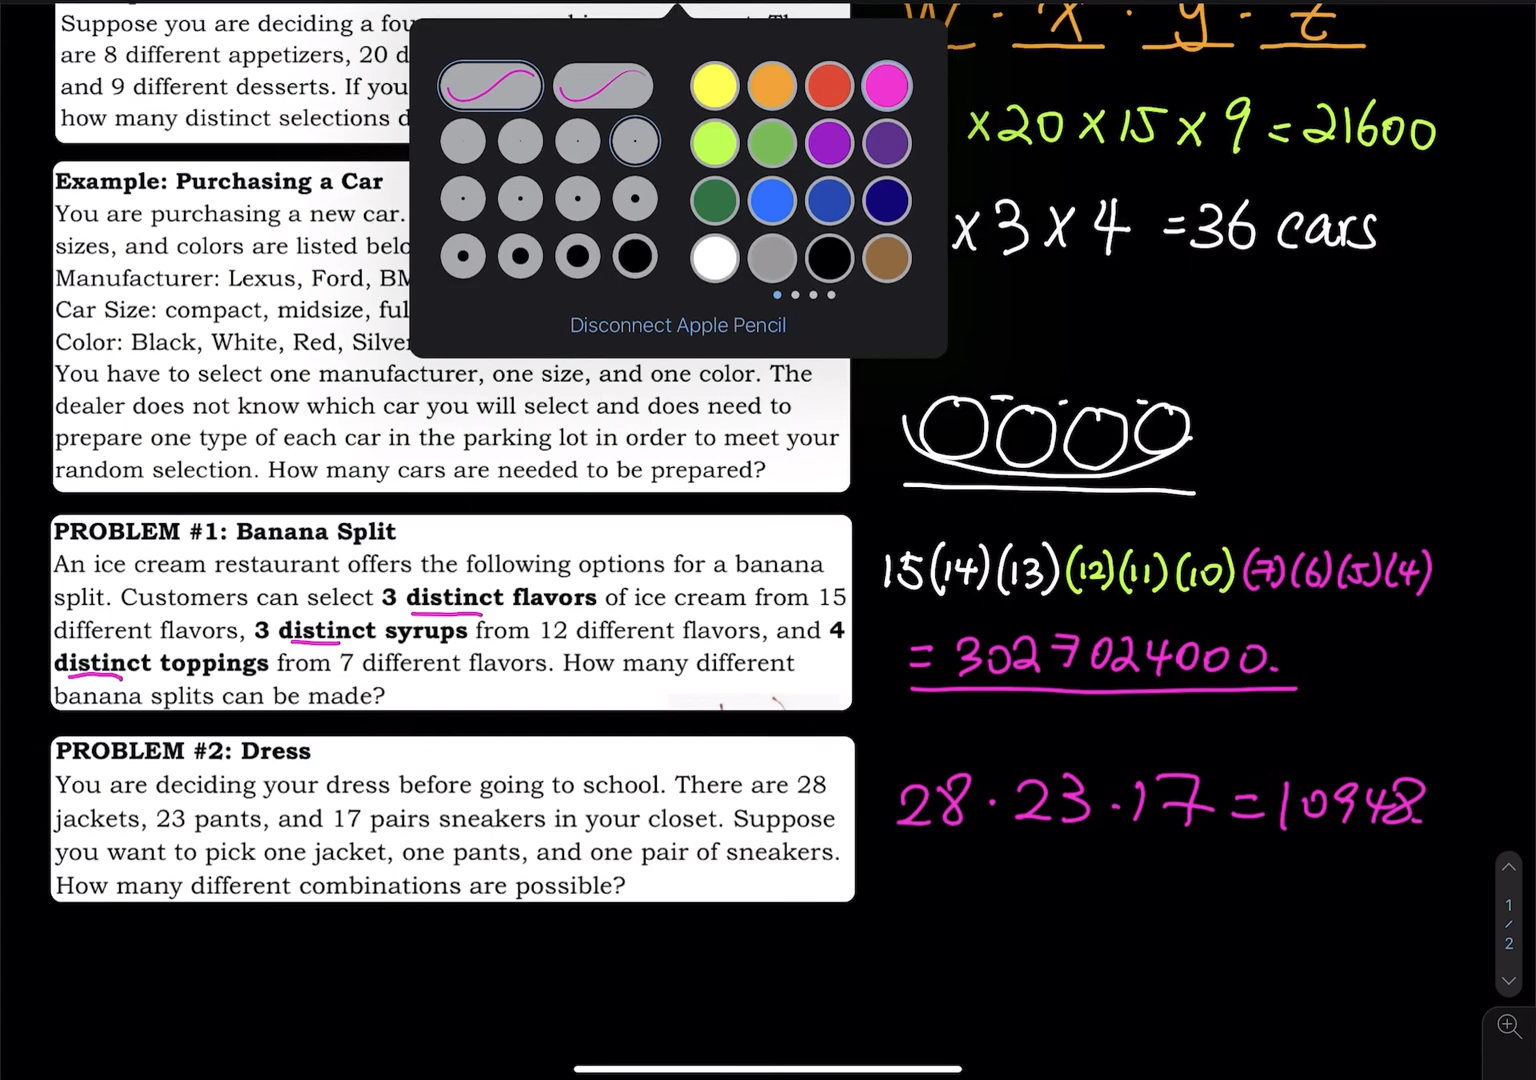 Suppose you are deciding a fou
are 8 different appetizers, 20 d
and 9 different desserts. If you
how many distinct selections d
W · x · y · z
×20×15×9=21600
Example: Purchasing a Car
You are purchasing a new car.
sizes, and colors are listed belo
Manufacturer: Lexus, Ford, BM
Car Size: compact, midsize, ful
Color: Black, White, Red, Silver
You have to select one manufacturer, one size, and one color. The
dealer does not know which car you will select and does need to
prepare one type of each car in the parking lot in order to meet your
random selection. How many cars are needed to be prepared?
×3×4 =36 cars
Disconnect Apple Pencil
PROBLEM #1: Banana Split
An ice cream restaurant offers the following options for a banana
split. Customers can select 3 distinct flavors of ice cream from 15
different flavors, 3 distinct syrups from 12 different flavors, and 4
distinct toppings from 7 different flavors. How many different
banana splits can be made?
15(14)(13)(12)(11)(10)(7)(6)(5)(4)
= 3027024000.
PROBLEM #2: Dress
You are deciding your dress before going to school. There are 28
jackets, 23 pants, and 17 pairs sneakers in your closet. Suppose
you want to pick one jacket, one pants, and one pair of sneakers.
How many different combinations are possible?
28·23·17=10948.
1
/
2